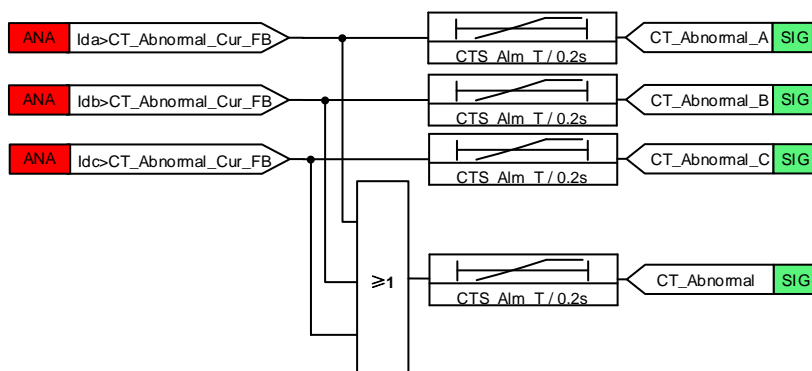 ANA Ida>CT_Abnormal_Cur_FB CT_Abnormal_A SIG
CTS_Alm_T / 0.2s
ANA Idb>CT_Abnormal_Cur_FB CT_Abnormal_B SIG
CTS_Alm_T / 0.2s
ANA Idc>CT_Abnormal_Cur_FB CT_Abnormal_C SIG
CTS_Alm_T / 0.2s
≥1 CT_Abnormal SIG
CTS_Alm_T / 0.2s